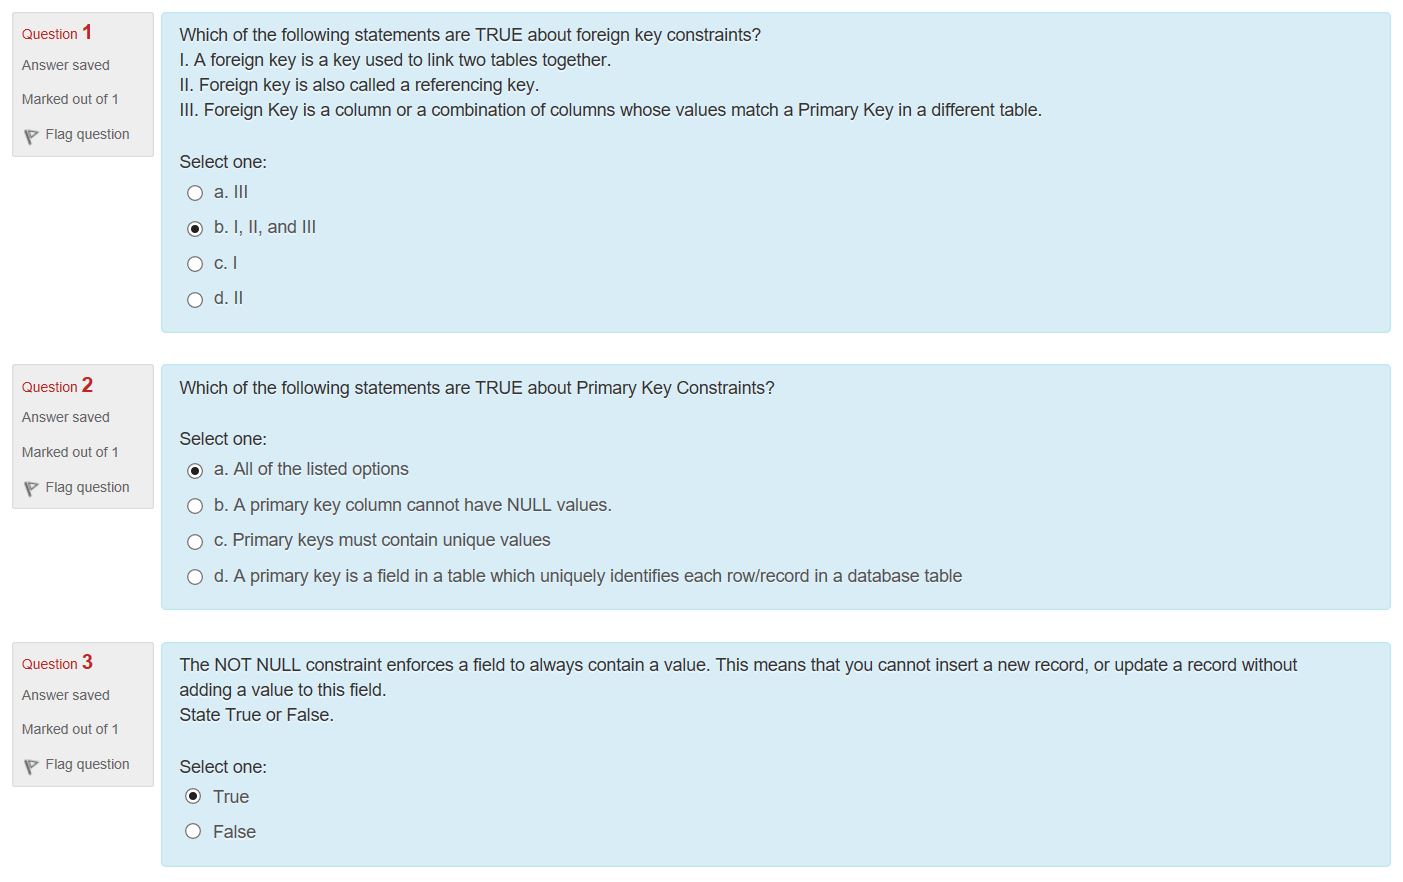 Question 1
Answer saved
Marked out of 1
Flag question
Which of the following statements are TRUE about foreign key constraints?
I. A foreign key is a key used to link two tables together.
II. Foreign key is also called a referencing key.
III. Foreign Key is a column or a combination of columns whose values match a Primary Key in a different table.
Select one:
a. III
b. I, II, and III
c. I
d. II
Question 2
Answer saved
Marked out of 1
Flag question
Which of the following statements are TRUE about Primary Key Constraints?
Select one:
a. All of the listed options
b. A primary key column cannot have NULL values.
c. Primary keys must contain unique values
d. A primary key is a field in a table which uniquely identifies each row/record in a database table
Question 3
Answer saved
Marked out of 1
Flag question
The NOT NULL constraint enforces a field to always contain a value. This means that you cannot insert a new record, or update a record without
adding a value to this field.
State True or False.
Select one:
True
False